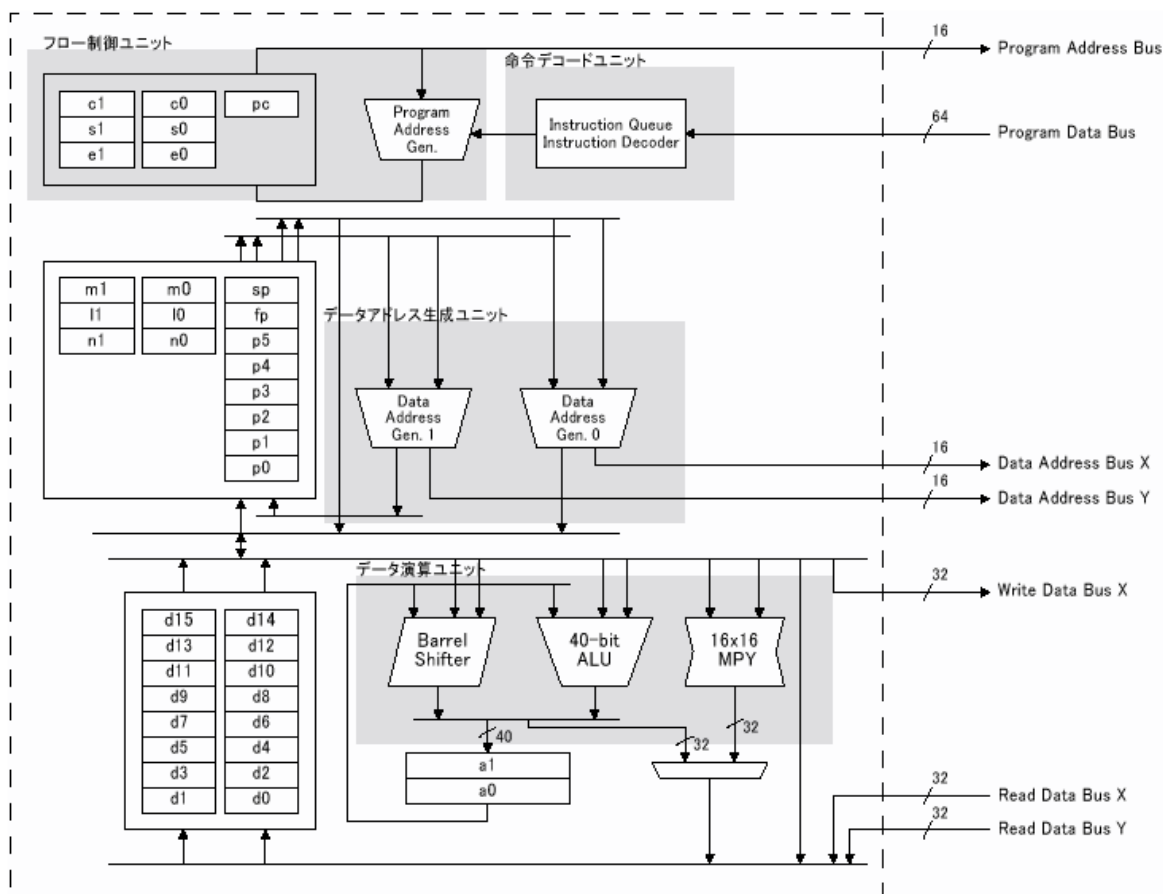 フロー制御ユニット
c1 c0 pc
s1 s0
e1 e0
Program
Address
Gen.
命令デコードユニット
Instruction Queue
Instruction Decoder
16
Program Address Bus
64
Program Data Bus
m1 m0 sp
l1 l0 fp
n1 n0 p5
p4
p3
p2
p1
p0
データアドレス生成ユニット
Data
Address
Gen. 1
Data
Address
Gen. 0
16
Data Address Bus X
16
Data Address Bus Y
データ演算ユニット
32
Write Data Bus X
d15 d14
d13 d12
d11 d10
d9 d8
d7 d6
d5 d4
d3 d2
d1 d0
Barrel
Shifter
40-bit
ALU
16x16
MPY
40
32
32
a1
a0
32
Read Data Bus X
32
Read Data Bus Y